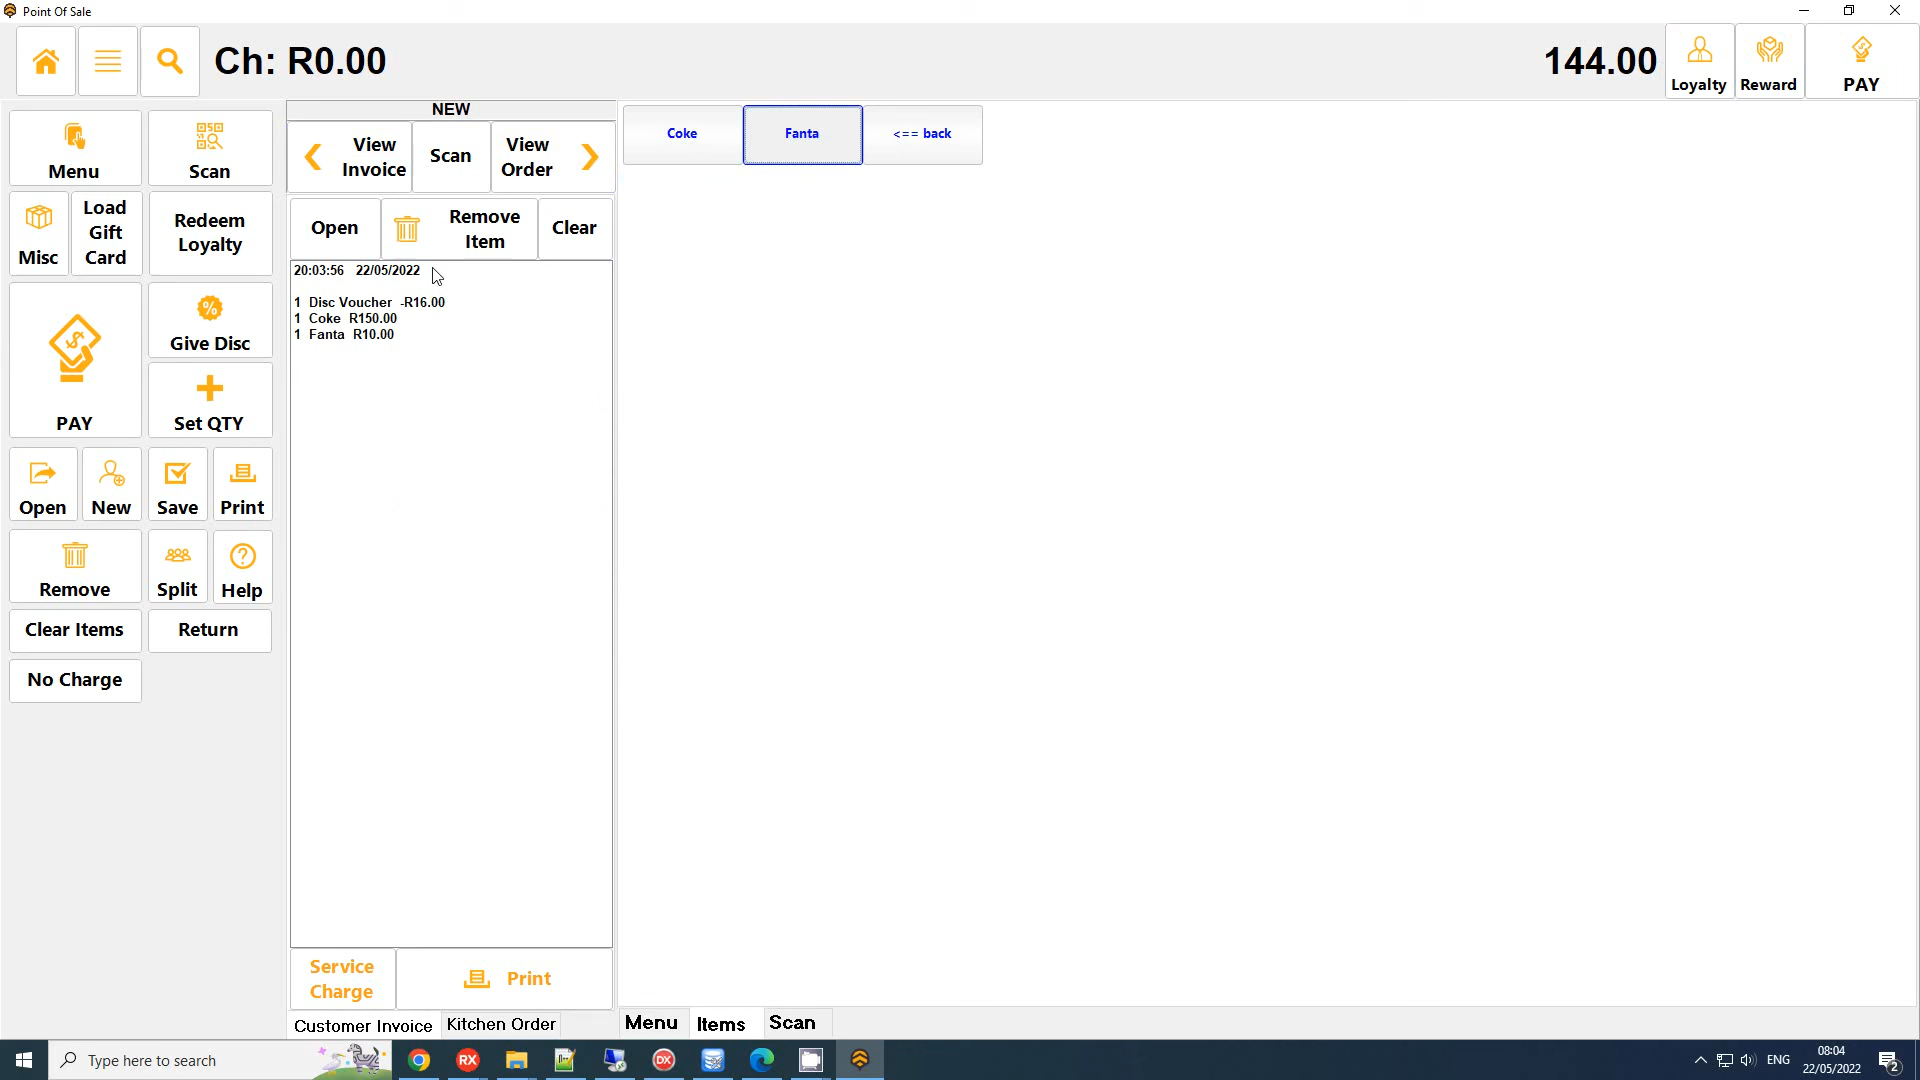 Point Of Sale
Ch: R0.00
144.00
Loyalty
Reward
PAY
Menu
Scan
Misc
Load
Gift
Card
Redeem
Loyalty
PAY
Give Disc
Set QTY
Open
New
Save
Print
Remove
Split
Help
Clear Items
Return
No Charge
NEW
View
Invoice
Scan
View
Order
Open
Remove
Item
Clear
20:03:56 22/05/2022
1 Disc Voucher -R16.00
1 Coke R150.00
1 Fanta R10.00
Service
Charge
Print
Customer Invoice
Kitchen Order
Coke
Fanta
<== back
Menu
Items
Scan
Type here to search
RX
DX
ENG
08:04
22/05/2022
2